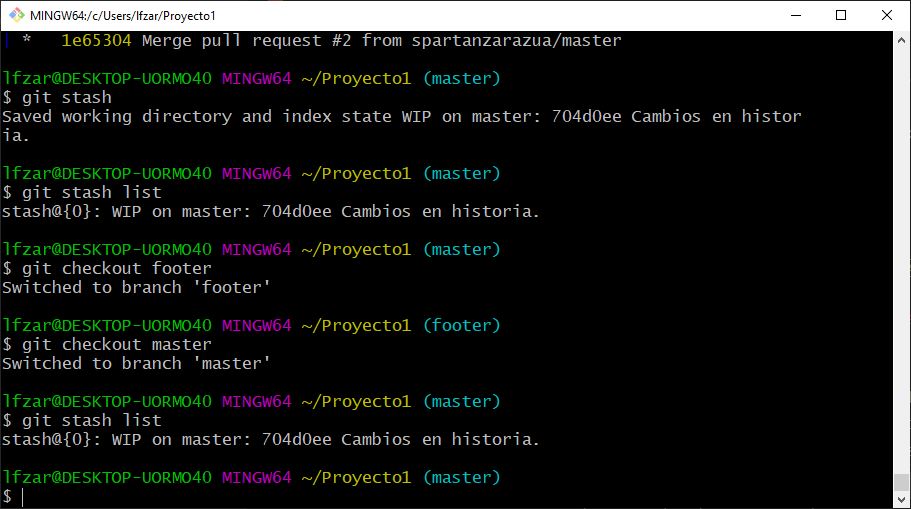 MINGW64:/c/Users/lfzar/Proyecto1
| *   1e65304 Merge pull request #2 from spartanzarazua/master
lfzar@DESKTOP-UORMO40 MINGW64 ~/Proyecto1 (master)
$ git stash
Saved working directory and index state WIP on master: 704d0ee Cambios en histor
ia.
lfzar@DESKTOP-UORMO40 MINGW64 ~/Proyecto1 (master)
$ git stash list
stash@{0}: WIP on master: 704d0ee Cambios en historia.
lfzar@DESKTOP-UORMO40 MINGW64 ~/Proyecto1 (master)
$ git checkout footer
Switched to branch 'footer'
lfzar@DESKTOP-UORMO40 MINGW64 ~/Proyecto1 (footer)
$ git checkout master
Switched to branch 'master'
lfzar@DESKTOP-UORMO40 MINGW64 ~/Proyecto1 (master)
$ git stash list
stash@{0}: WIP on master: 704d0ee Cambios en historia.
lfzar@DESKTOP-UORMO40 MINGW64 ~/Proyecto1 (master)
$